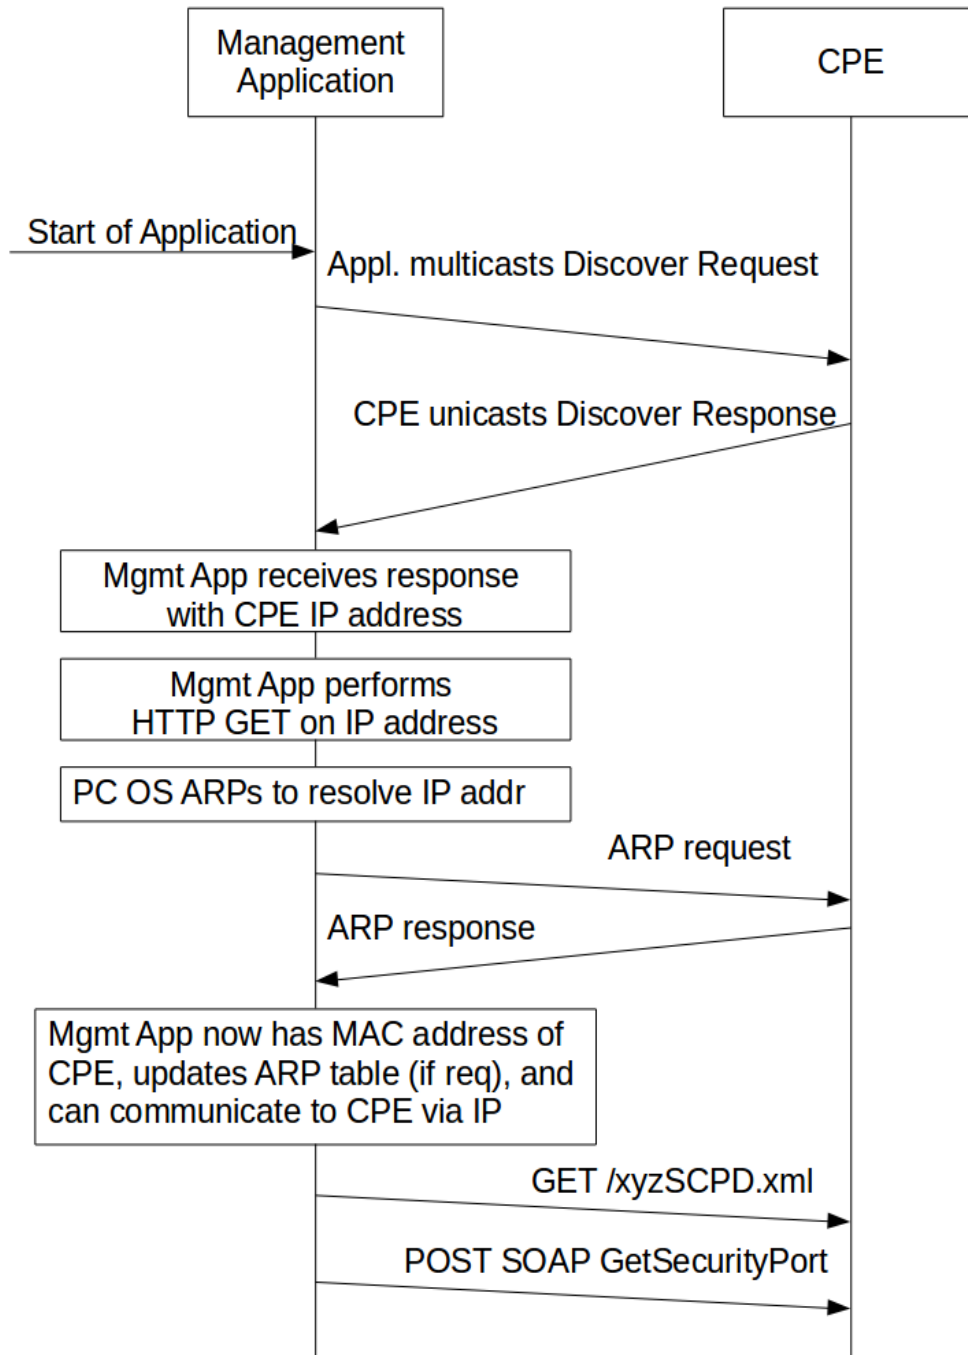 Management
Application
CPE
Start of Application
Appl. multicasts Discover Request
CPE unicasts Discover Response
Mgmt App receives response
with CPE IP address
Mgmt App performs
HTTP GET on IP address
PC OS ARPs to resolve IP addr
ARP request
ARP response
Mgmt App now has MAC address of
CPE, updates ARP table (if req), and
can communicate to CPE via IP
GET /xyzSCPD.xml
POST SOAP GetSecurityPort